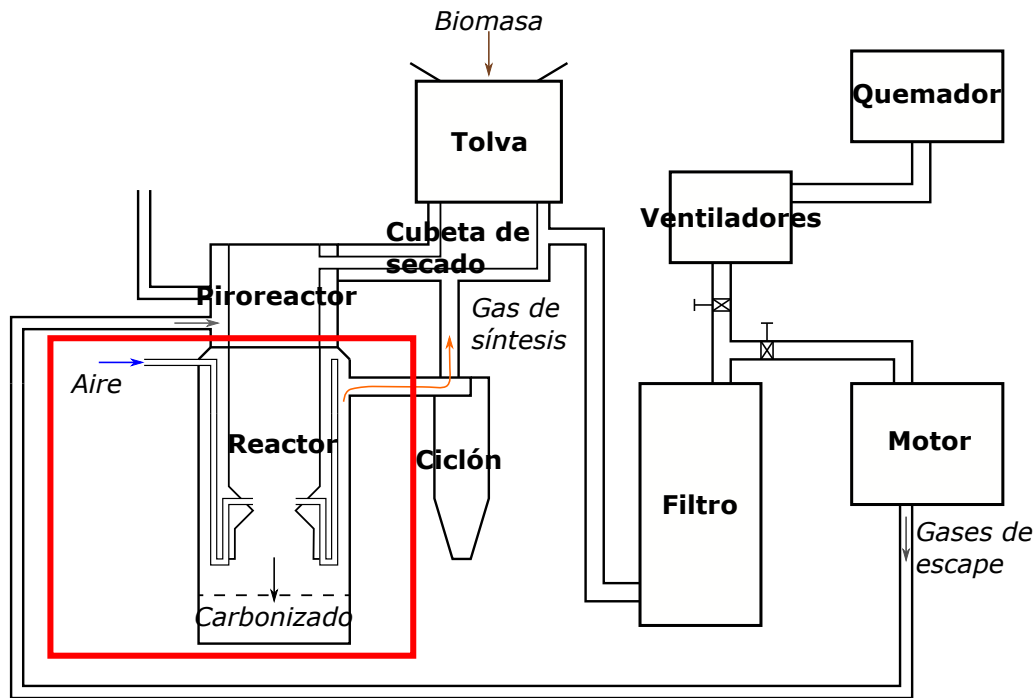 Biomasa
Quemador
Tolva
Ventiladores
Cubeta de
secado
Piroreactor
Gas de
síntesis
Aire
Reactor
Ciclón
Motor
Filtro
Gases de
escape
Carbonizado